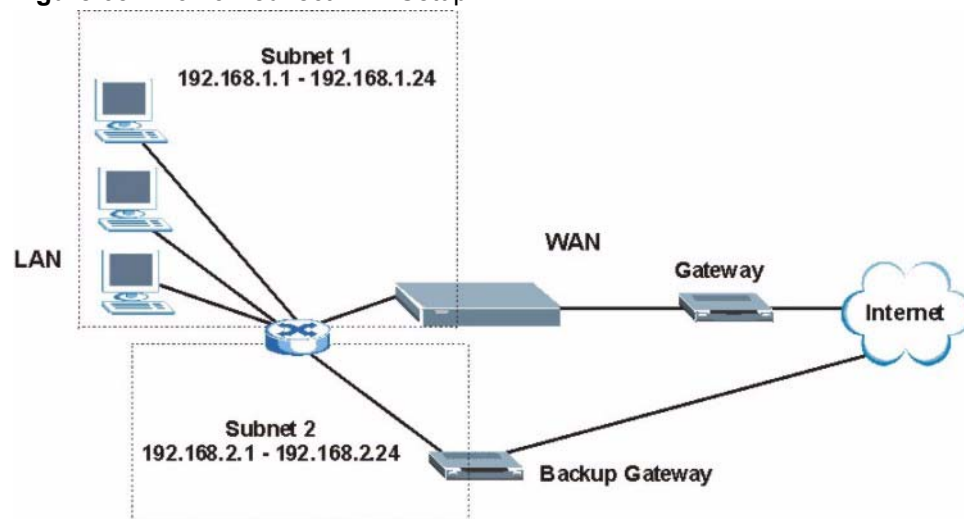 Subnet 1
192.168.1.1 - 192.168.1.24
LAN
WAN
Gateway
Internet
Subnet 2
192.168.2.1 - 192.168.2.24
Backup Gateway